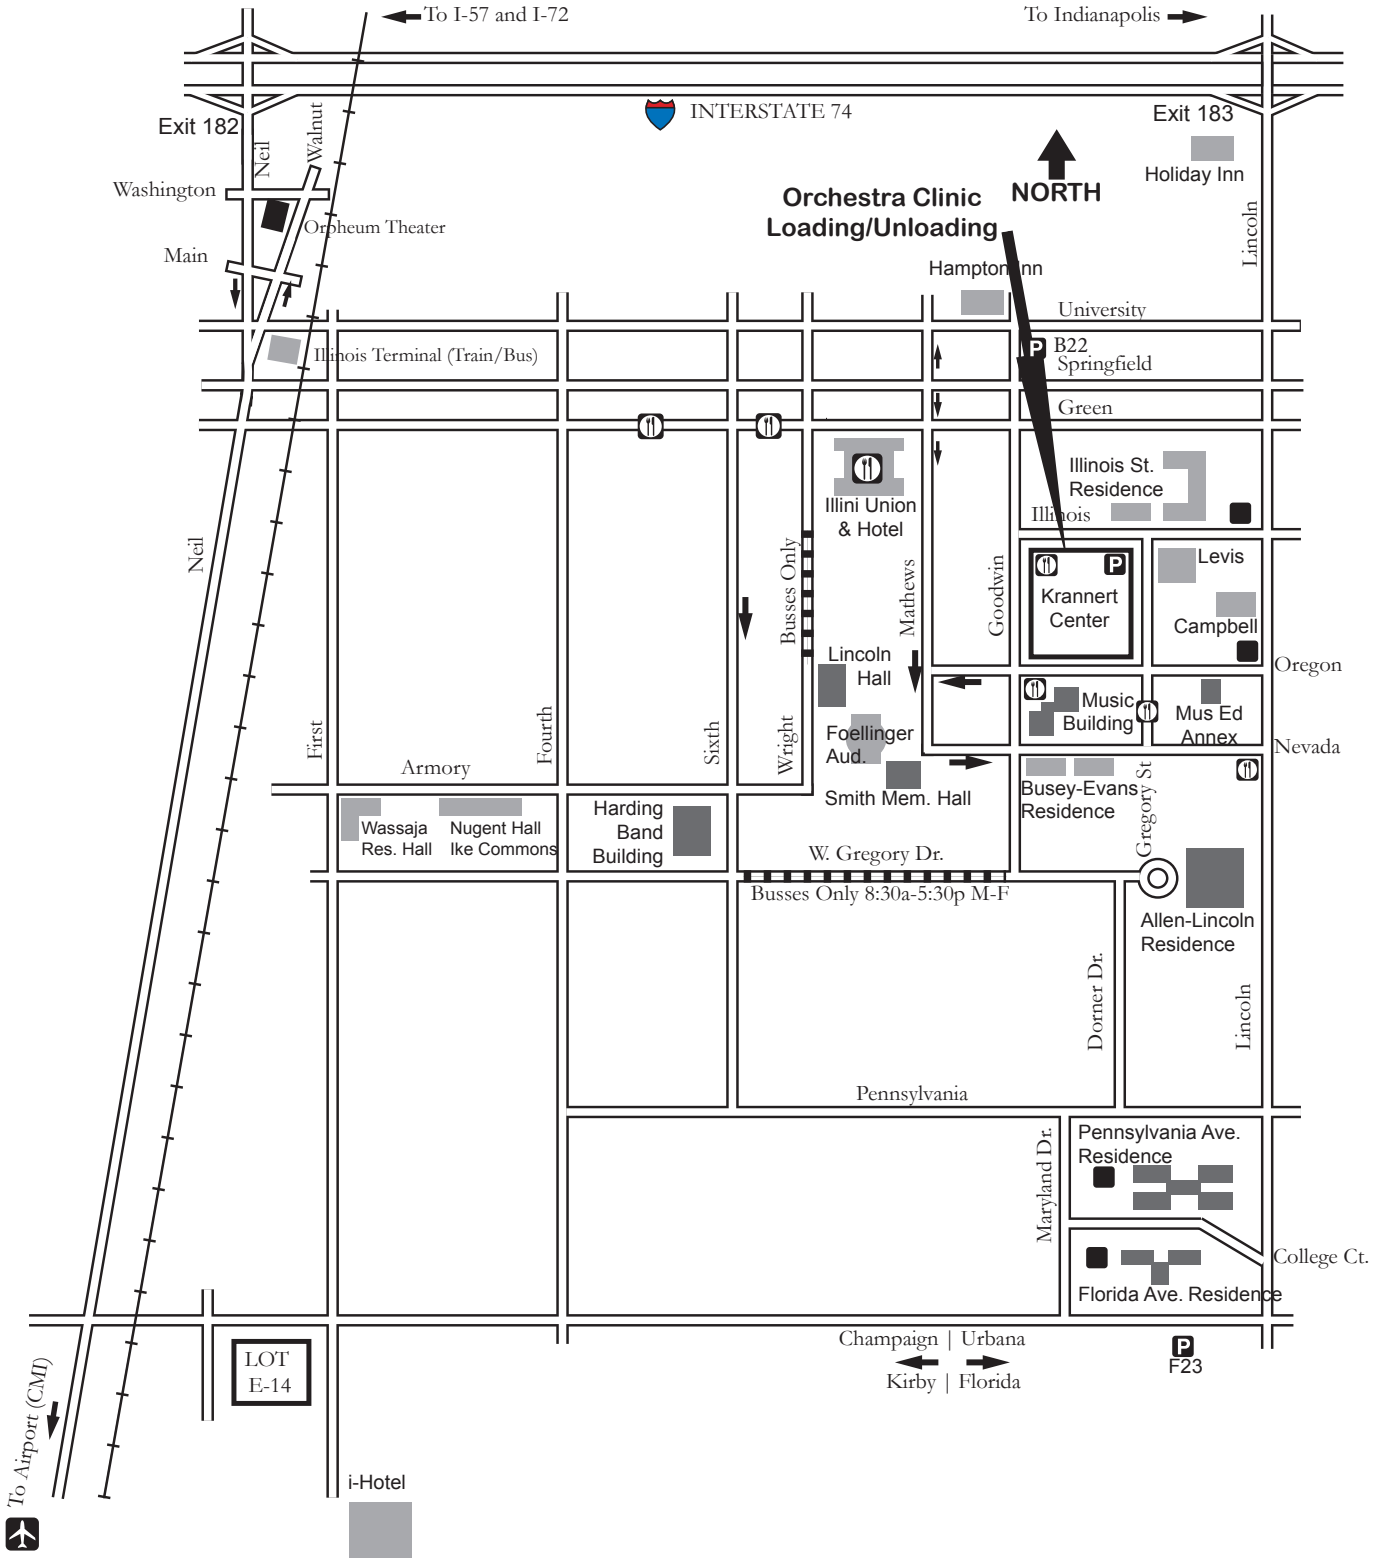 To I-57 and I-72
To Indianapolis
INTERSTATE 74
Exit 182
Exit 183
Neil
Walnut
Holiday Inn
Washington
NORTH
Orchestra Clinic
Loading/Unloading
Lincoln
Orpheum Theater
Main
Hampton Inn
University
P B22
Illinois Terminal (Train/Bus)
Springfield
Green
Illinois St.
Residence
Illini Union
& Hotel
Illinois
Neil
Busses Only
Mathews
Goodwin
P
Levis
Krannert
Center
Campbell
Lincoln
Hall
Oregon
Music
Building
Mus Ed
Annex
First
Fourth
Sixth
Wright
Foellinger
Aud.
Nevada
Armory
Smith Mem. Hall
Busey-Evans
Residence
Gregory St
Wassaja
Res. Hall
Nugent Hall
Ike Commons
Harding
Band
Building
W. Gregory Dr.
Busses Only 8:30a-5:30p M-F
Allen-Lincoln
Residence
Dorner Dr.
Lincoln
Pennsylvania
Maryland Dr.
Pennsylvania Ave.
Residence
College Ct.
Florida Ave. Residence
Champaign | Urbana
Kirby | Florida
P
F23
LOT
E-14
To Airport (CMI)
i-Hotel